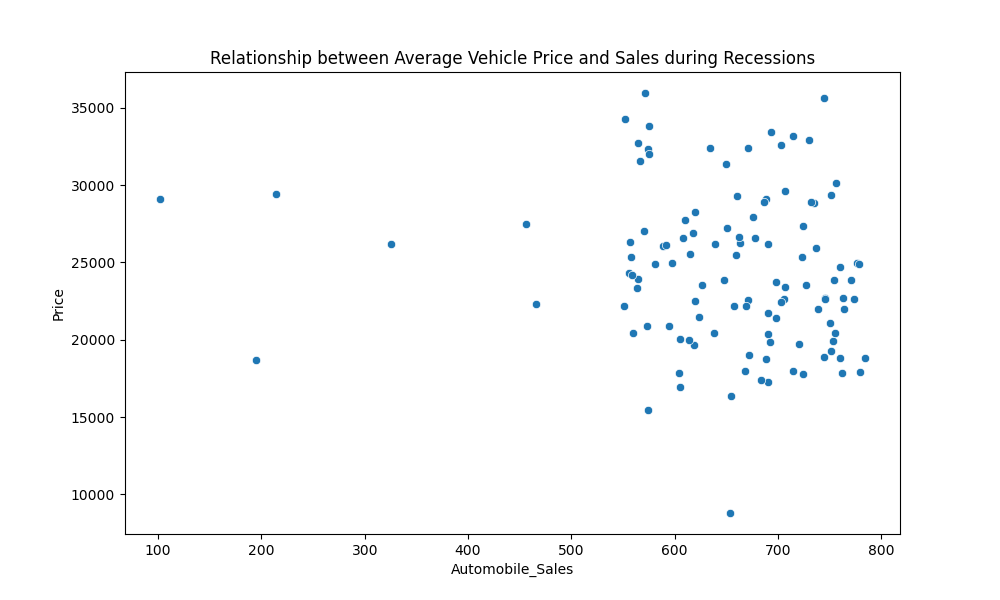 Relationship between Average Vehicle Price and Sales during Recessions
35000
30000
25000
20000
15000
10000
Price
100 200 300 400 500 600 700 800
Automobile_Sales